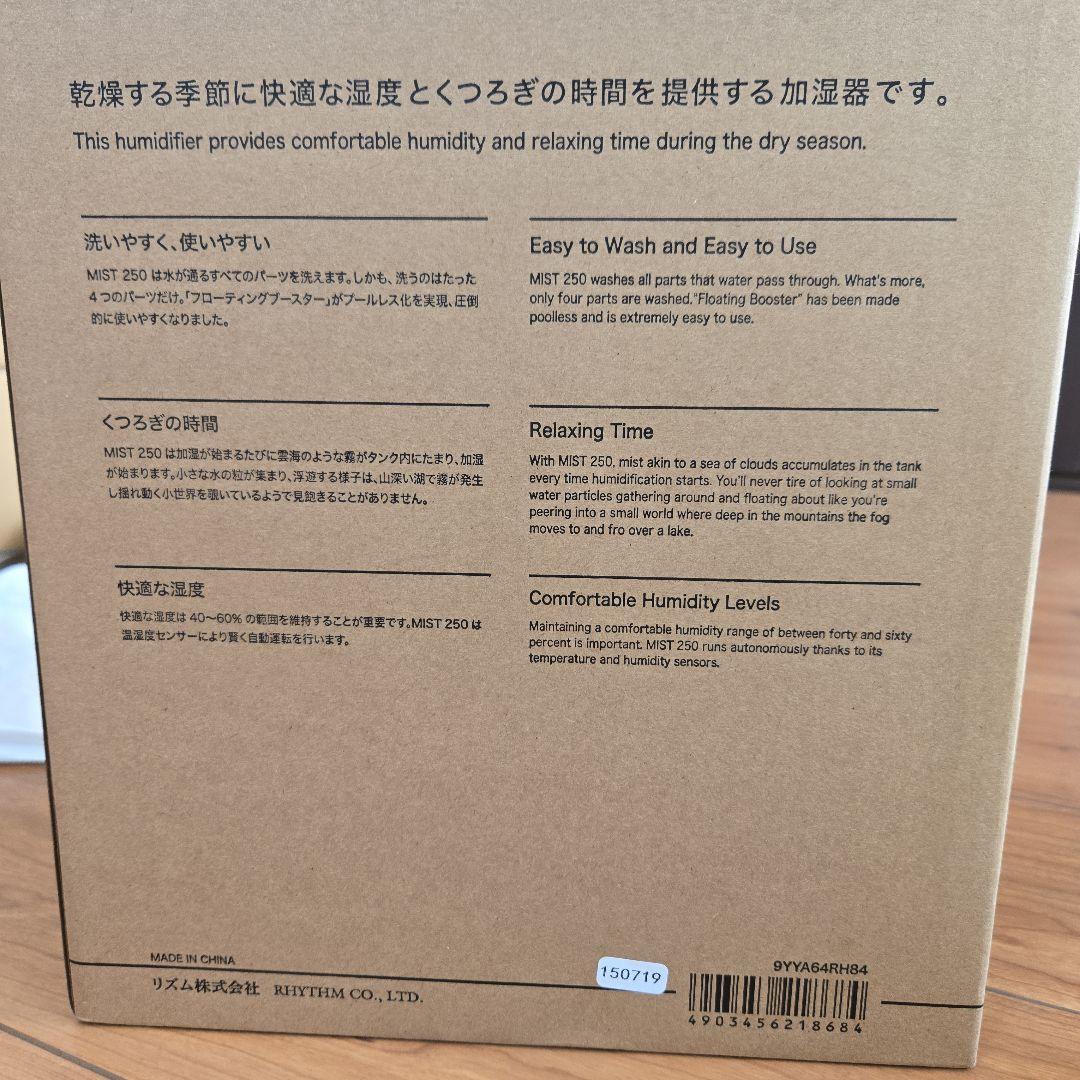 乾燥する季節に快適な湿度とくつろぎの時間を提供する加湿器です。
This humidifier provides comfortable humidity and relaxing time during the dry season.
洗いやすく、使いやすい
MIST 250 は水が通るすべてのパーツを洗えます。しかも、洗うのはたった
4つのパーツだけ。「フローティングブースター」がプールレス化を実現、圧倒
的に使いやすくなりました。
Easy to Wash and Easy to Use
MIST 250 washes all parts that water pass through. What's more,
only four parts are washed."Floating Booster" has been made
poolless and is extremely easy to use.
くつろぎの時間
MIST 250 は加湿が始まるたびに雲海のような霧がタンク内にたまり、加湿
が始まります。小さな水の粒が集まり、浮遊する様子は、山深い湖で霧が発生
し揺れ動く小世界を覗いているようで見飽きることがありません。
Relaxing Time
With MIST 250, mist akin to a sea of clouds accumulates in the tank
every time humidification starts. You'll never tire of looking at small
water particles gathering around and floating about like you're
peering into a small world where deep in the mountains the fog
moves to and fro over a lake.
快適な湿度
快適な湿度は 40〜60% の範囲を維持することが重要です。MIST 250 は
温湿度センサーにより賢く自動運転を行います。
Comfortable Humidity Levels
Maintaining a comfortable humidity range of between forty and sixty
percent is important. MIST 250 runs autonomously thanks to its
temperature and humidity sensors.
MADE IN CHINA
リズム株式会社 RHYTHM CO., LTD.
150719
9YYA64RH84
4903456218684